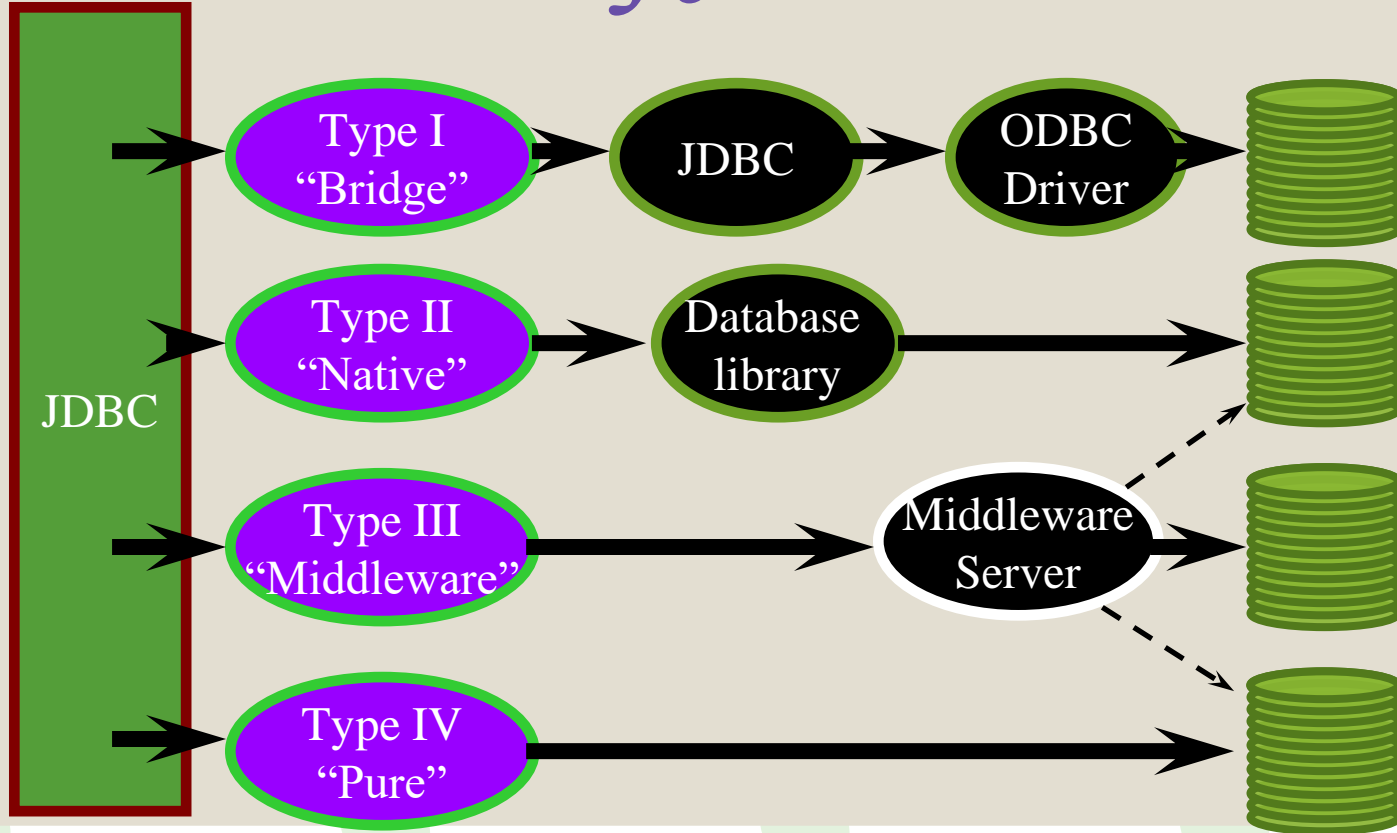 Type I
“Bridge”
JDBC
ODBC
Driver
Type II
“Native”
Database
library
JDBC
Type III
“Middleware”
Middleware
Server
Type IV
“Pure”